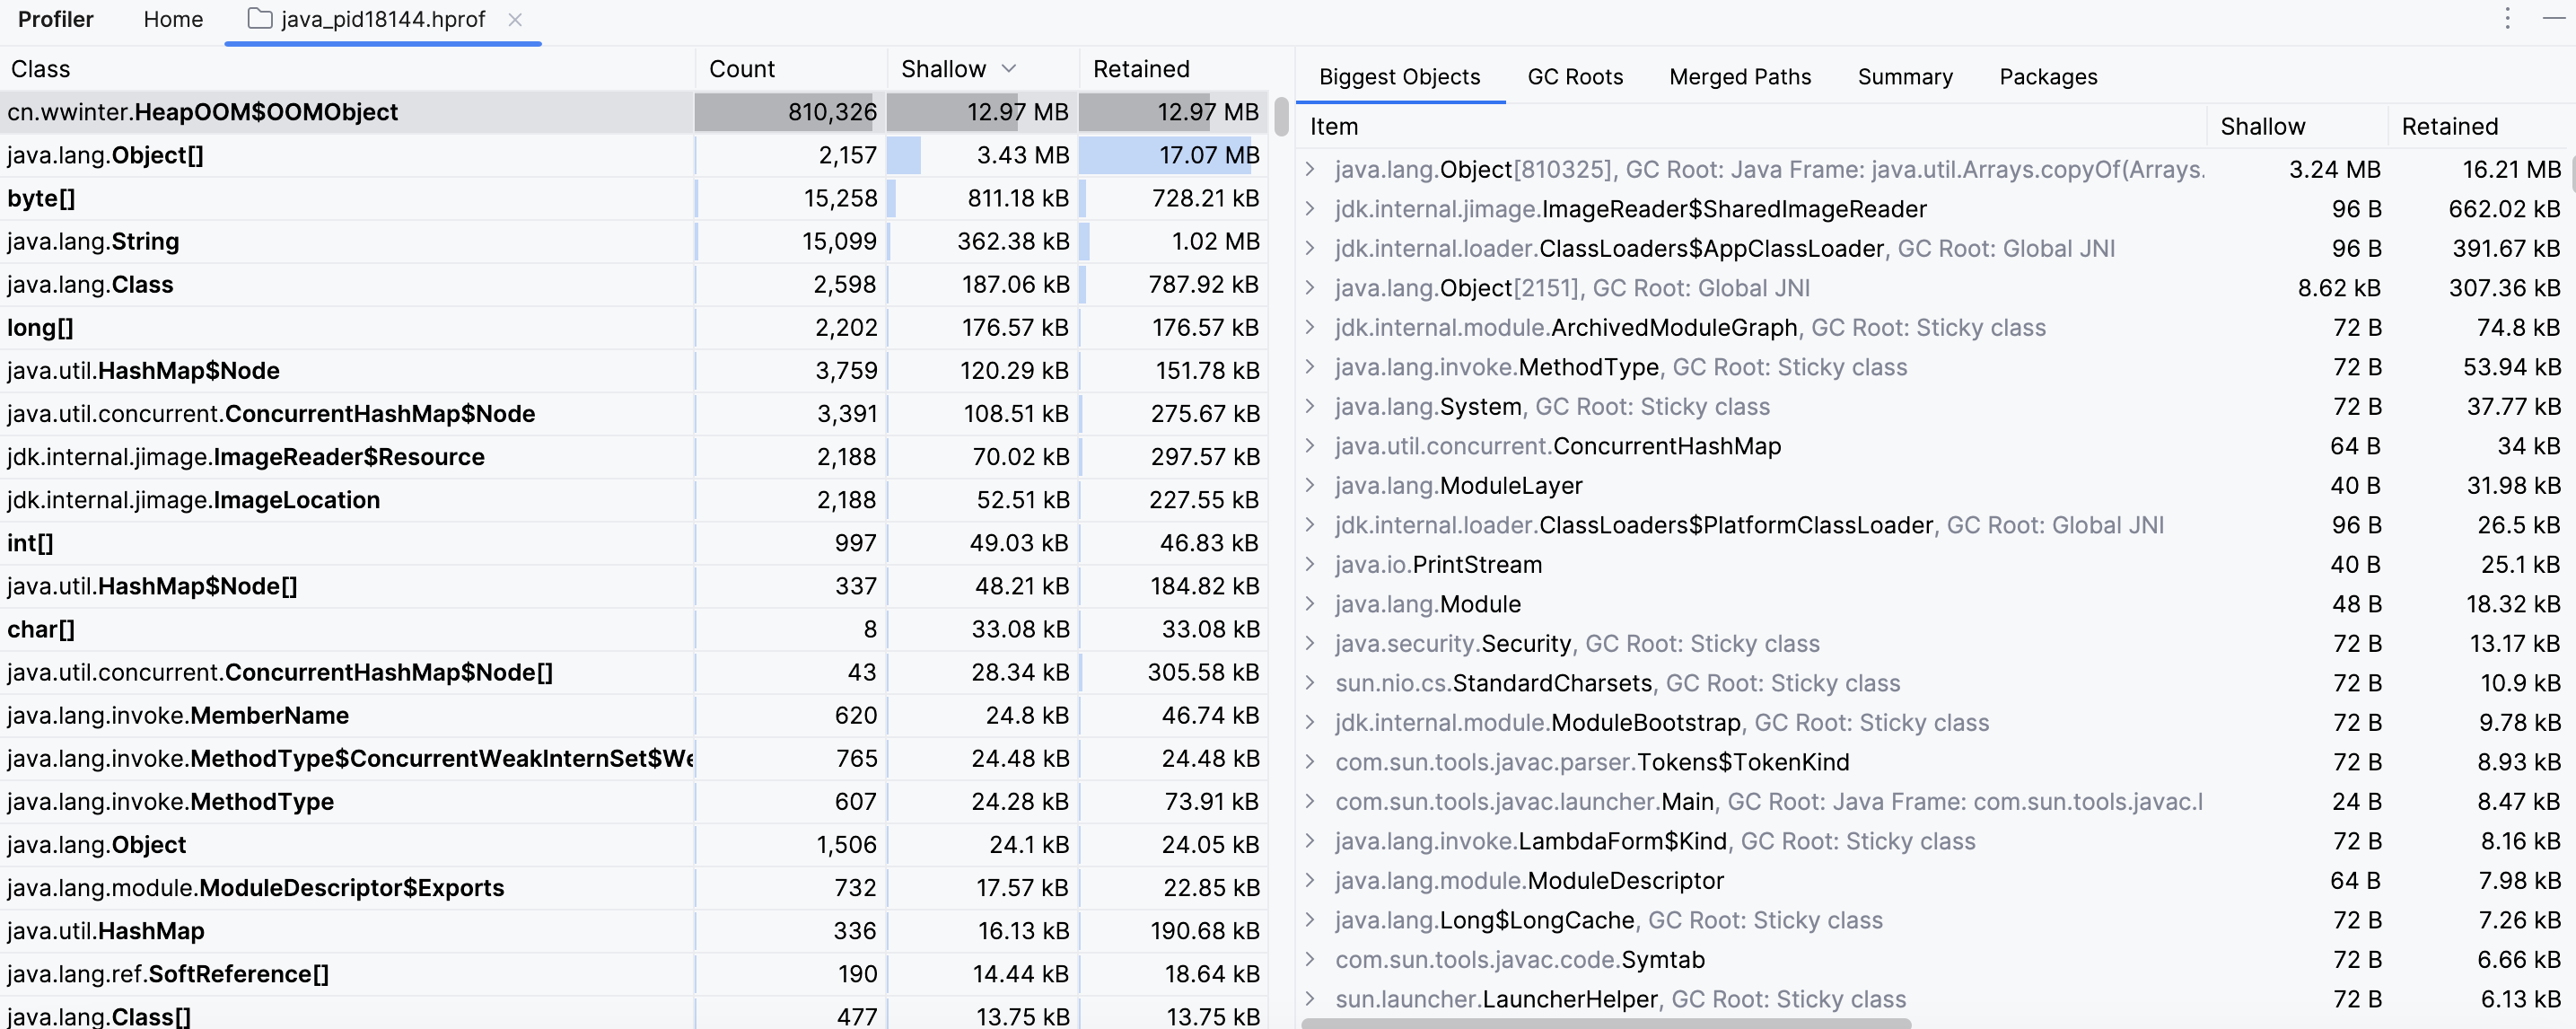 Profiler Home java_pid18144.hprof
Class Count Shallow Retained
cn.wwinter.HeapOOM$OOMObject 810,326 12.97 MB 12.97 MB
java.lang.Object[] 2,157 3.43 MB 17.07 MB
byte[] 15,258 811.18 kB 728.21 kB
java.lang.String 15,099 362.38 kB 1.02 MB
java.lang.Class 2,598 187.06 kB 787.92 kB
long[] 2,202 176.57 kB 176.57 kB
java.util.HashMap$Node 3,759 120.29 kB 151.78 kB
java.util.concurrent.ConcurrentHashMap$Node 3,391 108.51 kB 275.67 kB
jdk.internal.jimage.ImageReader$Resource 2,188 70.02 kB 297.57 kB
jdk.internal.jimage.ImageLocation 2,188 52.51 kB 227.55 kB
int[] 997 49.03 kB 46.83 kB
java.util.HashMap$Node[] 337 48.21 kB 184.82 kB
char[] 8 33.08 kB 33.08 kB
java.util.concurrent.ConcurrentHashMap$Node[] 43 28.34 kB 305.58 kB
java.lang.invoke.MemberName 620 24.8 kB 46.74 kB
java.lang.invoke.MethodType$ConcurrentWeakInternSet$We 765 24.48 kB 24.48 kB
java.lang.invoke.MethodType 607 24.28 kB 73.91 kB
java.lang.Object 1,506 24.1 kB 24.05 kB
java.lang.module.ModuleDescriptor$Exports 732 17.57 kB 22.85 kB
java.util.HashMap 336 16.13 kB 190.68 kB
java.lang.ref.SoftReference[] 190 14.44 kB 18.64 kB
java.lang.Class[] 477 13.75 kB 13.75 kB
Biggest Objects GC Roots Merged Paths Summary Packages
Item Shallow Retained
java.lang.Object[810325], GC Root: Java Frame: java.util.Arrays.copyOf(Arrays. 3.24 MB 16.21 MB
jdk.internal.jimage.ImageReader$SharedImageReader 96 B 662.02 kB
jdk.internal.loader.ClassLoaders$AppClassLoader, GC Root: Global JNI 96 B 391.67 kB
java.lang.Object[2151], GC Root: Global JNI 8.62 kB 307.36 kB
jdk.internal.module.ArchivedModuleGraph, GC Root: Sticky class 72 B 74.8 kB
java.lang.invoke.MethodType, GC Root: Sticky class 72 B 53.94 kB
java.lang.System, GC Root: Sticky class 72 B 37.77 kB
java.util.concurrent.ConcurrentHashMap 64 B 34 kB
java.lang.ModuleLayer 40 B 31.98 kB
jdk.internal.loader.ClassLoaders$PlatformClassLoader, GC Root: Global JNI 96 B 26.5 kB
java.io.PrintStream 40 B 25.1 kB
java.lang.Module 48 B 18.32 kB
java.security.Security, GC Root: Sticky class 72 B 13.17 kB
sun.nio.cs.StandardCharsets, GC Root: Sticky class 72 B 10.9 kB
jdk.internal.module.ModuleBootstrap, GC Root: Sticky class 72 B 9.78 kB
com.sun.tools.javac.parser.Tokens$TokenKind 72 B 8.93 kB
com.sun.tools.javac.launcher.Main, GC Root: Java Frame: com.sun.tools.javac.l 24 B 8.47 kB
java.lang.invoke.LambdaForm$Kind, GC Root: Sticky class 72 B 8.16 kB
java.lang.module.ModuleDescriptor 64 B 7.98 kB
java.lang.Long$LongCache, GC Root: Sticky class 72 B 7.26 kB
com.sun.tools.javac.code.Symtab 72 B 6.66 kB
sun.launcher.LauncherHelper, GC Root: Sticky class 72 B 6.13 kB